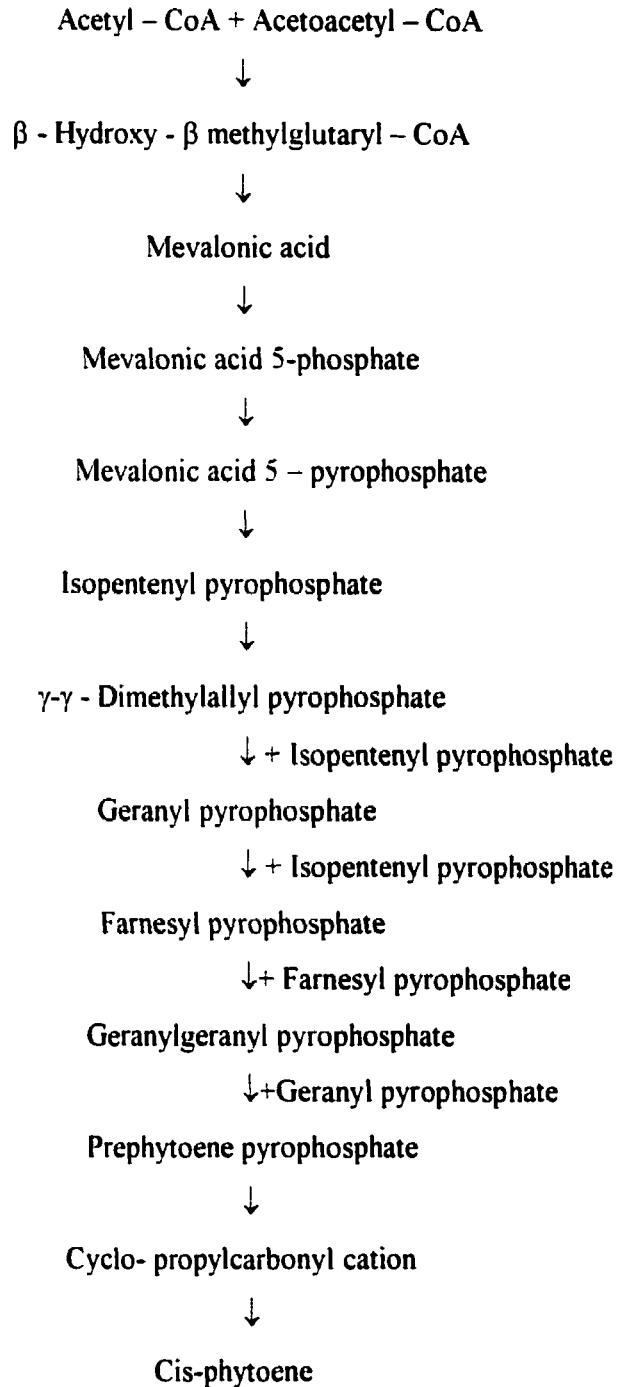 Acetyl – CoA + Acetoacetyl – CoA
↓
β - Hydroxy - β methylglutaryl – CoA
↓
Mevalonic acid
↓
Mevalonic acid 5-phosphate
↓
Mevalonic acid 5 – pyrophosphate
↓
Isopentenyl pyrophosphate
↓
γ-γ - Dimethylallyl pyrophosphate
↓ + Isopentenyl pyrophosphate
Geranyl pyrophosphate
↓ + Isopentenyl pyrophosphate
Farnesyl pyrophosphate
↓+ Farnesyl pyrophosphate
Geranylgeranyl pyrophosphate
↓+Geranyl pyrophosphate
Prephytoene pyrophosphate
↓
Cyclo- propylcarbonyl cation
↓
Cis-phytoene